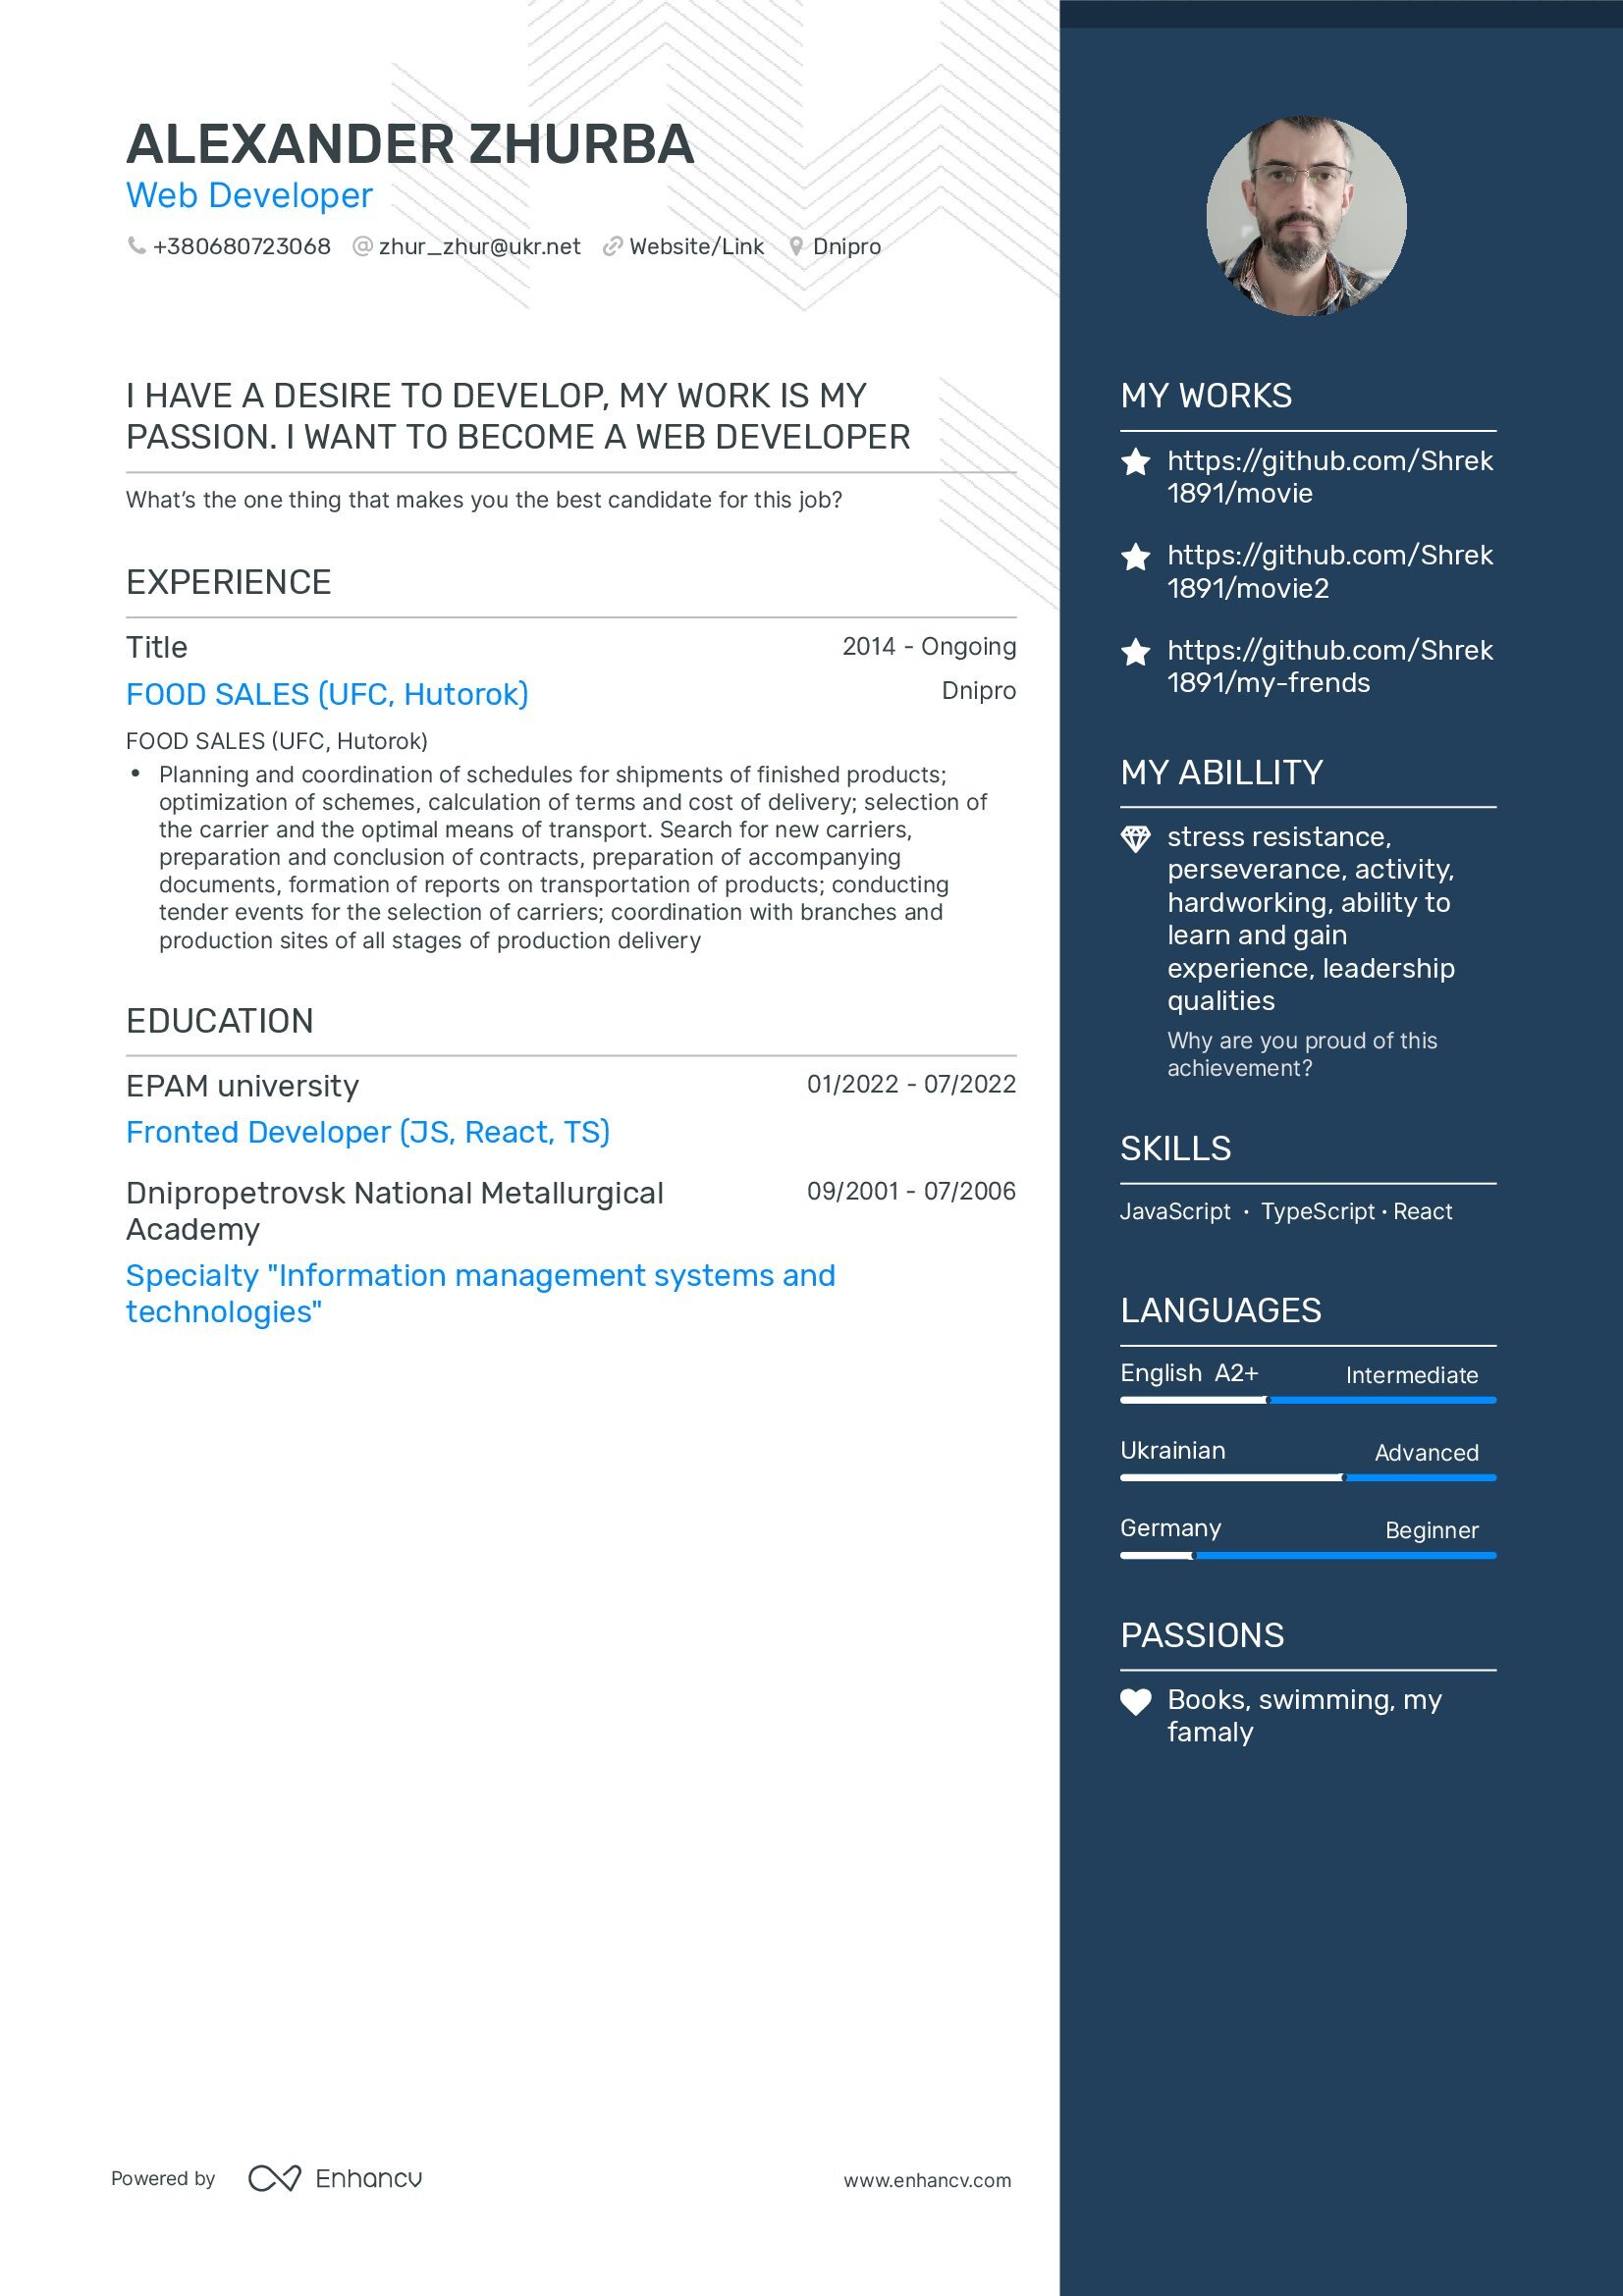 ALEXANDER ZHURBA
Web Developer
+380680723068 @ zhur_zhur@ukr.net Website/Link Dnipro
I HAVE A DESIRE TO DEVELOP, MY WORK IS MY
PASSION. I WANT TO BECOME A WEB DEVELOPER
What's the one thing that makes you the best candidate for this job?
EXPERIENCE
Title 2014 - Ongoing
FOOD SALES (UFC, Hutorok) Dnipro
FOOD SALES (UFC, Hutorok)
• Planning and coordination of schedules for shipments of finished products;
optimization of schemes, calculation of terms and cost of delivery; selection of
the carrier and the optimal means of transport. Search for new carriers,
preparation and conclusion of contracts, preparation of accompanying
documents, formation of reports on transportation of products; conducting
tender events for the selection of carriers; coordination with branches and
production sites of all stages of production delivery
EDUCATION
EPAM university 01/2022 - 07/2022
Fronted Developer (JS, React, TS)
Dnipropetrovsk National Metallurgical 09/2001 - 07/2006
Academy
Specialty "Information management systems and
technologies"
MY WORKS
https://github.com/Shrek
1891/movie
https://github.com/Shrek
1891/movie2
https://github.com/Shrek
1891/my-frends
MY ABILLITY
stress resistance,
perseverance, activity,
hardworking, ability to
learn and gain
experience, leadership
qualities
Why are you proud of this
achievement?
SKILLS
JavaScript · TypeScript · React
LANGUAGES
English A2+ Intermediate
Ukrainian Advanced
Germany Beginner
PASSIONS
Books, swimming, my
famaly
Powered by Enhancv www.enhancv.com